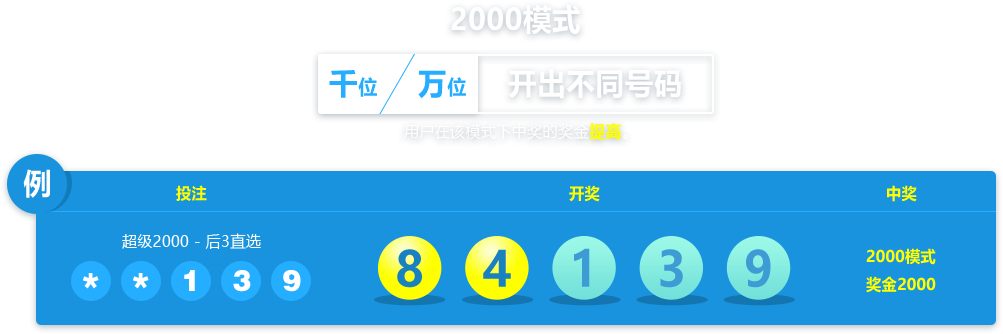 2000模式
千位 / 万位 开出不同号码
用户在该模式下中奖的奖金提高
例
投注 开奖 中奖
超级2000 - 后3直选
* * 1 3 9
8 4 1 3 9
2000模式
奖金2000